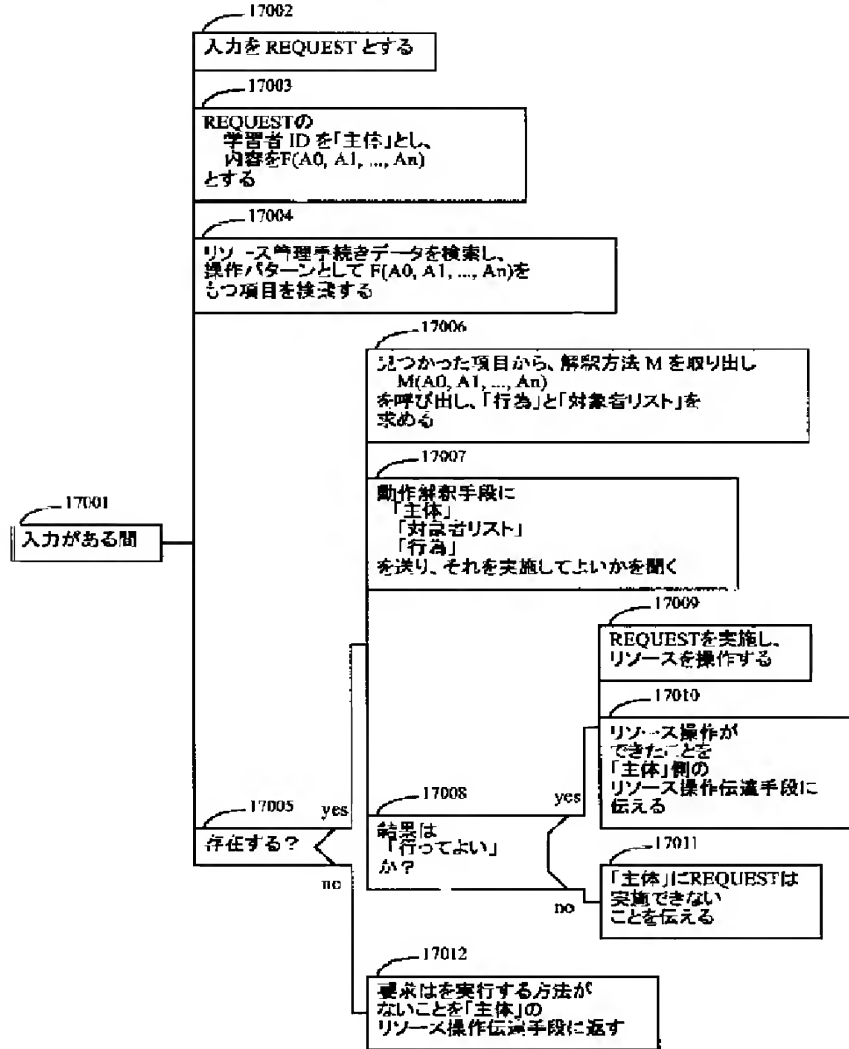 17002
入力を REQUEST とする
17003
REQUESTの
学習者 ID を「主体」とし、
内容をF(A0, A1, ..., An)
とする
17004
リソース管理手続きデータを検索し、
操作パターンとして F(A0, A1, ..., An)を
もつ項目を検索する
17006
見つかった項目から、解釈方法 M を取り出し
M(A0, A1, ..., An)
を呼び出し、「行為」と「対象者リスト」を
求める
17007
動作解釈手段に
「主体」
「対象者リスト」
「行為」
を送り、それを実施してよいかを聞く
17001
入力がある間
17009
REQUESTを実施し、
リソースを操作する
17010
リソース操作が
できたことを
「主体」側の
リソース操作伝達手段に
伝える
17005
存在する？
yes
no
17008
結果は
「行ってよい」
か？
yes
no
17011
「主体」にREQUESTは
実施できない
ことを伝える
17012
要求はを実行する方法が
ないことを「主体」の
リソース操作伝達手段に返す